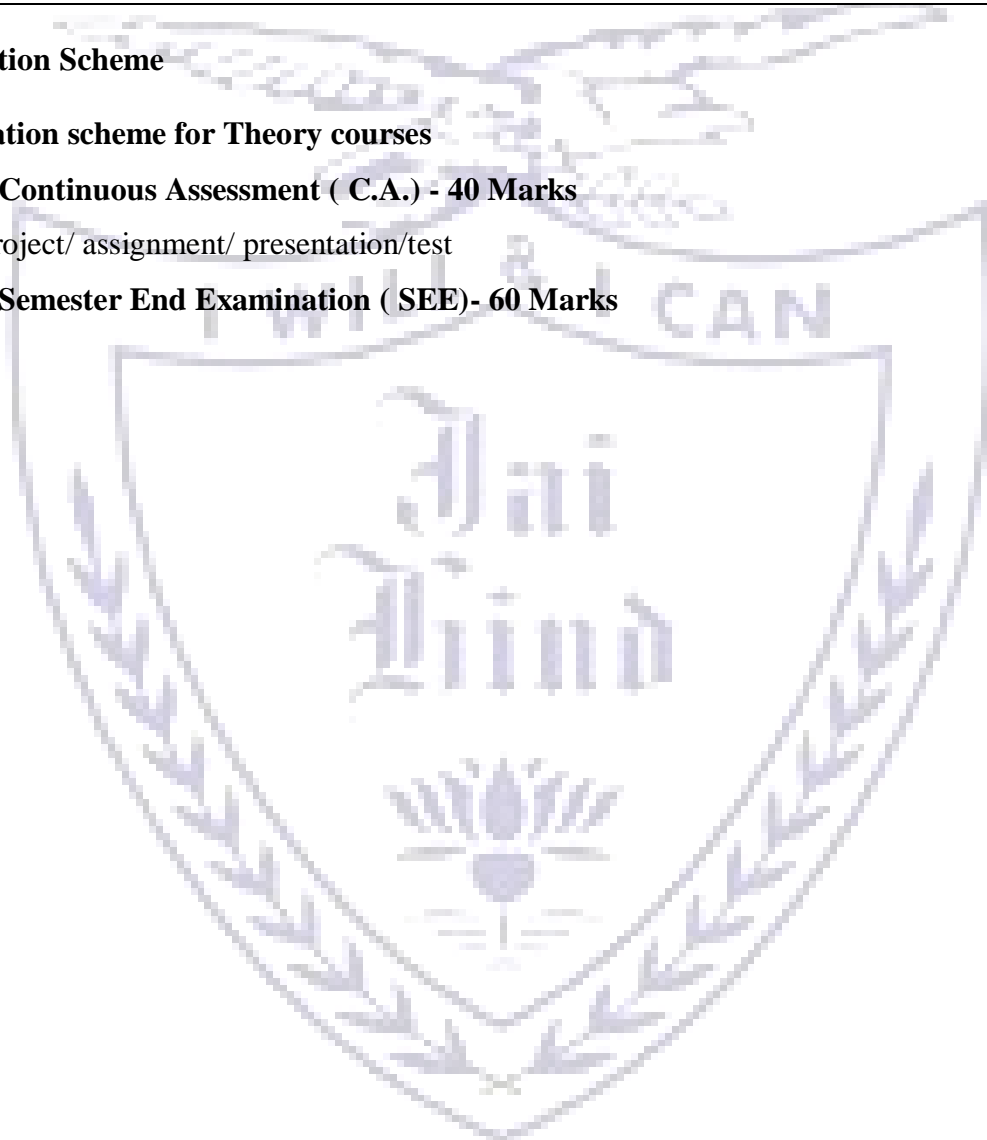 tion Scheme
ation scheme for Theory courses
Continuous Assessment ( C.A.) - 40 Marks
roject/ assignment/ presentation/test
Semester End Examination ( SEE)- 60 Marks
I WILL & I CAN
Jai
Hind